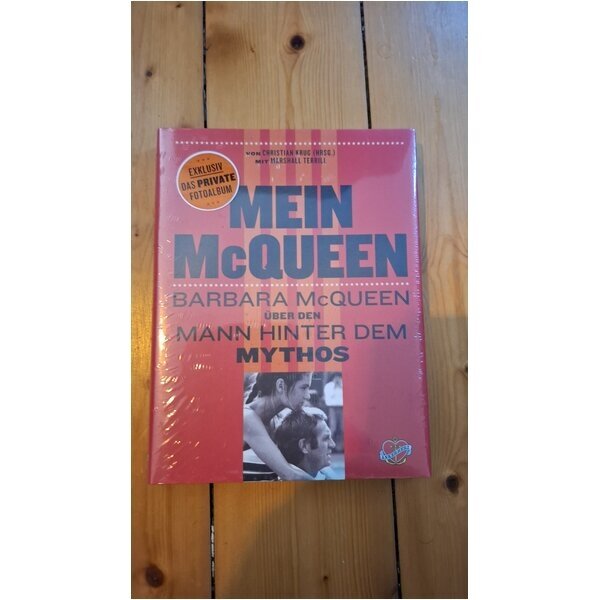 VON CHRISTIAN KRUG (HRSG.)
MIT MARSHALL TERRILL
EXKLUSIV
DAS PRIVATE
FOTOALBUM
MEIN
McQUEEN
BARBARA McQUEEN
ÜBER DEN
MANN HINTER DEM
MYTHOS